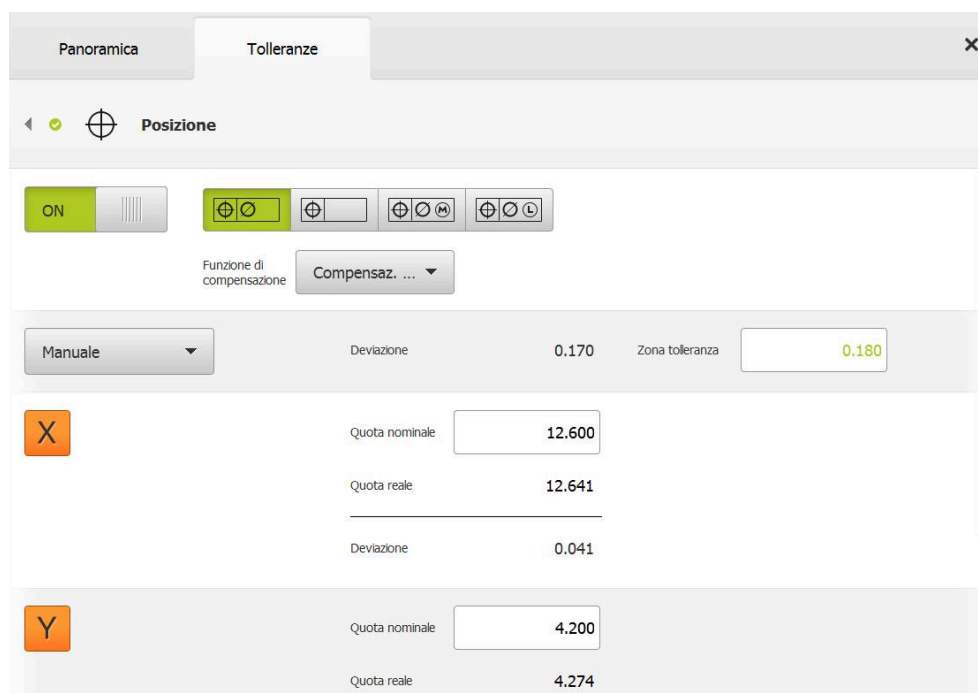 Panoramica Tolleranze
Posizione
ON Ø Ø Ⓜ Ø Ⓛ
Funzione di
compensazione Compensaz. ...
Manuale Deviazione 0.170 Zona tolleranza 0.180
X Quota nominale 12.600
Quota reale 12.641
Deviazione 0.041
Y Quota nominale 4.200
Quota reale 4.274